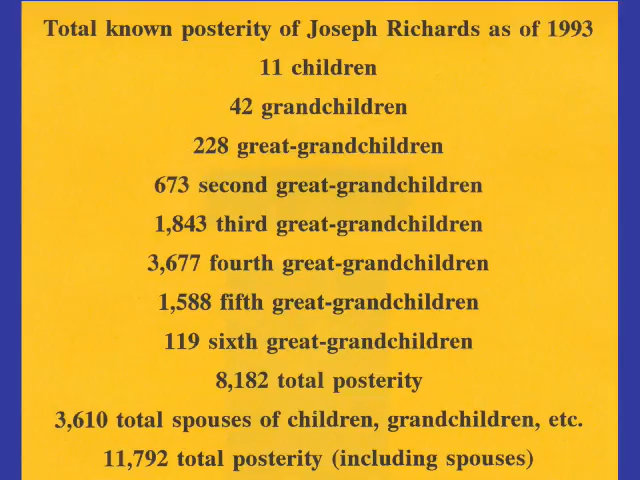 Total known posterity of Joseph Richards as of 1993
11 children
42 grandchildren
228 great-grandchildren
673 second great-grandchildren
1,843 third great-grandchildren
3,677 fourth great-grandchildren
1,588 fifth great-grandchildren
119 sixth great-grandchildren
8,182 total posterity
3,610 total spouses of children, grandchildren, etc.
11,792 total posterity (including spouses)